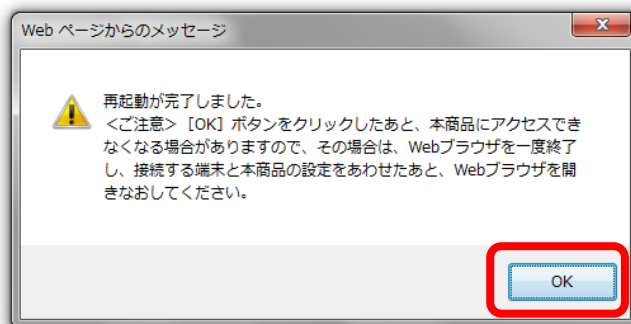 Web ページからのメッセージ
再起動が完了しました。
＜ご注意＞［OK］ボタンをクリックしたあと、本商品にアクセスでき
なくなる場合がありますので、その場合は、Webブラウザを一度終了
し、接続する端末と本商品の設定をあわせたあと、Webブラウザを開
きなおしてください。
OK